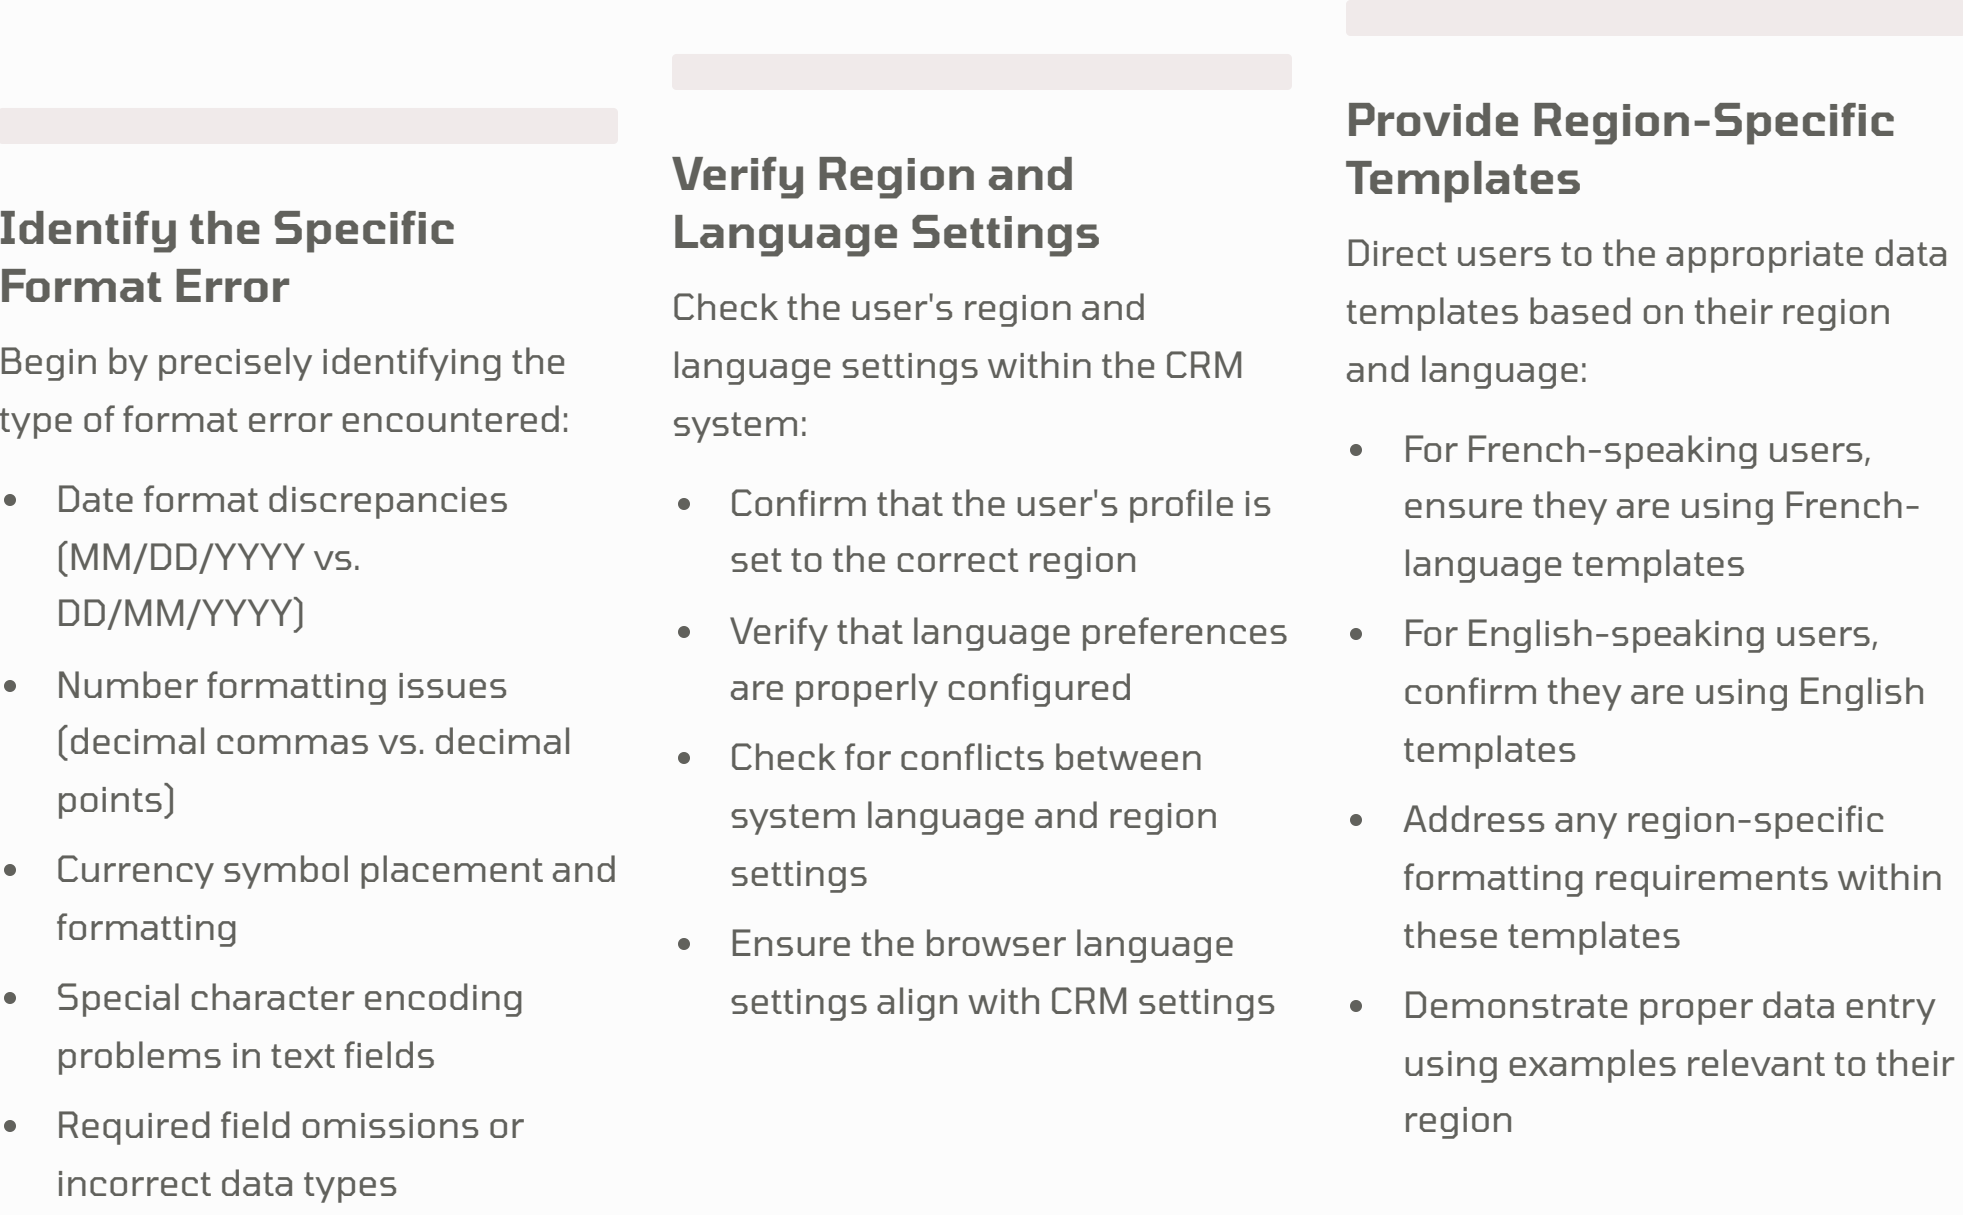 Identify the Specific
Format Error
Begin by precisely identifying the
type of format error encountered:
• Date format discrepancies
(MM/DD/YYYY vs.
DD/MM/YYYY)
• Number formatting issues
(decimal commas vs. decimal
points)
• Currency symbol placement and
formatting
• Special character encoding
problems in text fields
• Required field omissions or
incorrect data types
Verify Region and
Language Settings
Check the user's region and
language settings within the CRM
system:
• Confirm that the user's profile is
set to the correct region
• Verify that language preferences
are properly configured
• Check for conflicts between
system language and region
settings
• Ensure the browser language
settings align with CRM settings
Provide Region-Specific
Templates
Direct users to the appropriate data
templates based on their region
and language:
• For French-speaking users,
ensure they are using French-
language templates
• For English-speaking users,
confirm they are using English
templates
• Address any region-specific
formatting requirements within
these templates
• Demonstrate proper data entry
using examples relevant to their
region